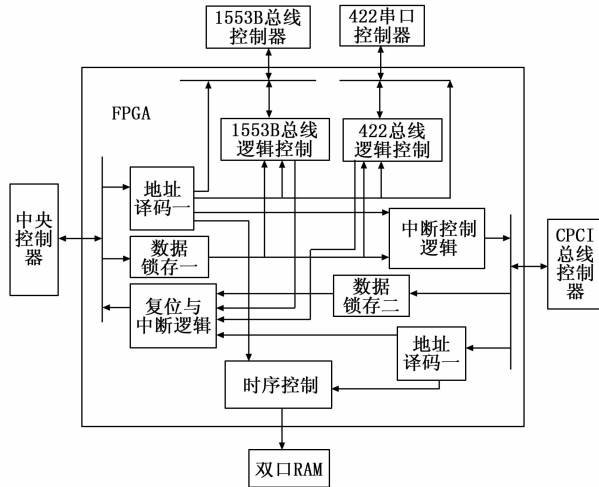 1553B总线
控制器
422串口
控制器
FPGA
1553B总线
逻辑控制
422总线
逻辑控制
地址
译码一
中央
控制
器
中断控制
逻辑
CPCI
总线
控制
器
数据
锁存一
数据
锁存二
复位与
中断逻辑
地址
译码一
时序控制
双口RAM